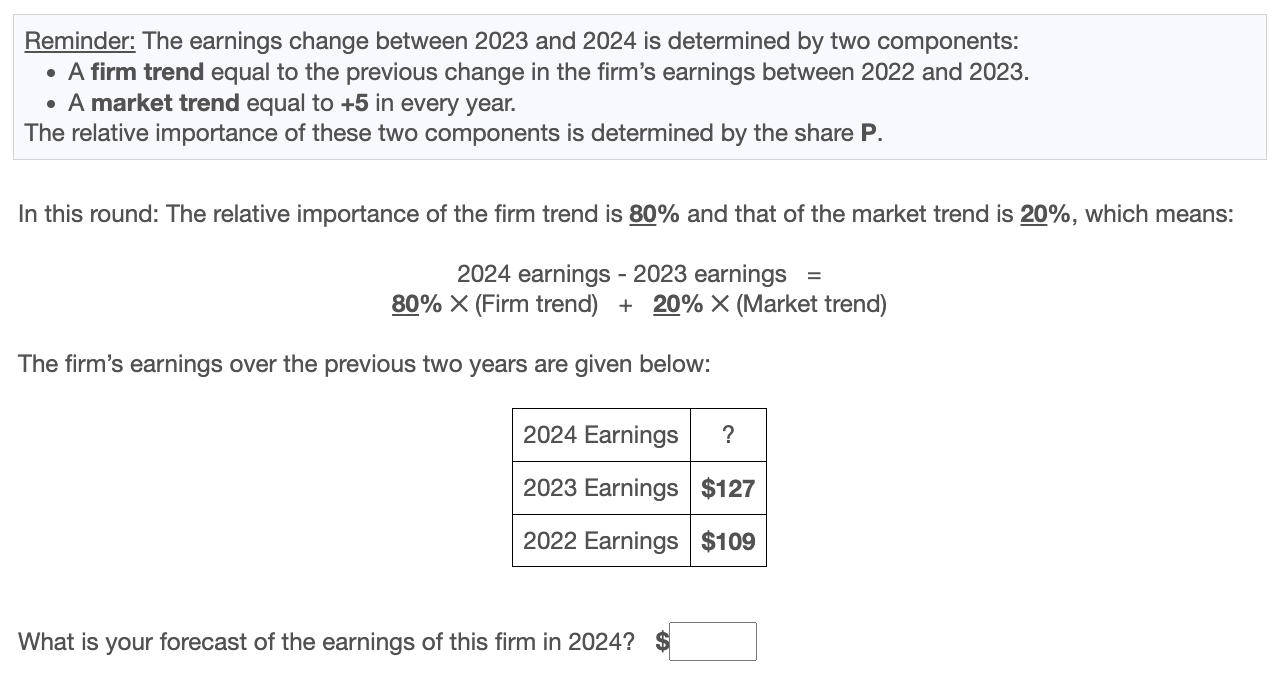 Reminder: The earnings change between 2023 and 2024 is determined by two components:
• A firm trend equal to the previous change in the firm’s earnings between 2022 and 2023.
• A market trend equal to +5 in every year.
The relative importance of these two components is determined by the share P.
In this round: The relative importance of the firm trend is 80% and that of the market trend is 20%, which means:
2024 earnings - 2023 earnings =
80% × (Firm trend) + 20% × (Market trend)
The firm’s earnings over the previous two years are given below:
2024 Earnings ?
2023 Earnings $127
2022 Earnings $109
What is your forecast of the earnings of this firm in 2024? $